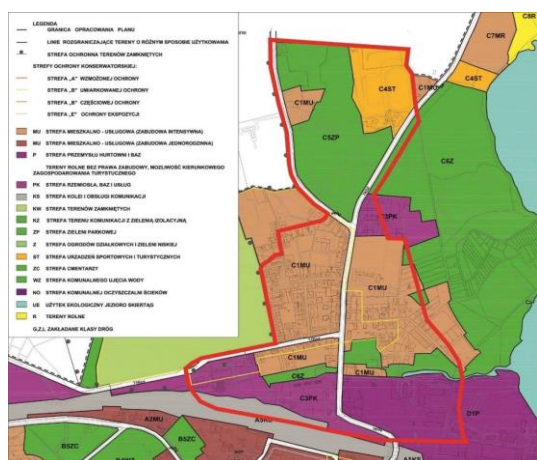 LEGENDA
GRANICA OPRACOWANIA PLANU
LINIE ROZGRANICZAJĄCE TERENY O RÓŻNYM SPOSOBIE UŻYTKOWANIA
STREFA OCHRONNA TERENÓW ZAMKNIĘTYCH
STREFY OCHRONY KONSERWATORSKIEJ:
STREFA „A" WZMOŻONEJ OCHRONY
STREFA „B" UMIARKOWANEJ OCHRONY
STREFA „B" CZĘŚCIOWEJ OCHRONY
STREFA „E" OCHRONY EKSPOZYCJI
MU STREFA MIESZKALNO - USŁUGOWA (ZABUDOWA INTENSYWNA)
MU STREFA MIESZKALNO - USŁUGOWA (ZABUDOWA JEDNORODZINNA)
P STREFA PRZEMYSŁU HURTOWNI I BAZ
TERENY ROLNE BEZ PRAWA ZABUDOWY, MOŻLIWOŚĆ KIERUNKOWEGO
ZAGOSPODAROWANIA TURYSTYCZNEGO
PK STREFA RZEMIOSŁA, BAZ I USŁUG
KS STREFA KOLEI I OBSŁUGI KOMUNIKACJI
KW STREFA TERENÓW ZAMKNIĘTYCH
KZ STREFA TERENU KOMUNIKACJI Z ZIELENIĄ IZOLACYJNĄ
ZP STREFA ZIELENI PARKOWEJ
Z STREFA OGRODÓW DZIAŁKOWYCH I ZIELENI NISKIEJ
ST STREFA URZĄDZEŃ SPORTOWYCH I TURYSTYCZNYCH
ZC STREFA CMENTARZY
WZ STREFA KOMUNALNEGO UJĘCIA WODY
NO STREFA KOMUNALNEJ OCZYSZCZALNI ŚCIEKÓW
UE UŻYTEK EKOLOGICZNY JEZIORO SKIERTĄG
R TERENY ROLNE
G,Z,L ZAKŁADANE KLASY DRÓG
C7MR
C8R
C4ST
C1MU
C4ST
C1MU
C5ZP
C6Z
C3PK
C1MU
C1MU
C1MU
C6Z
C1MU
C3PK
D1P
A2MU
A5KS
B5ZC
B5ZC
A5KS